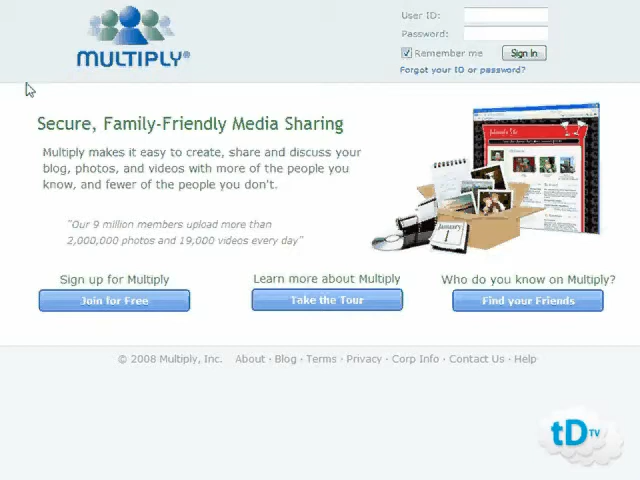 MULTIPLY®
User ID:
Password:
Remember me
Sign In
Forgot your ID or password?
Secure, Family-Friendly Media Sharing
Multiply makes it easy to create, share and discuss your
blog, photos, and videos with more of the people you
know, and fewer of the people you don't.
"Our 9 million members upload more than
2,000,000 photos and 19,000 videos every day"
January
1
Sign up for Multiply
Join for Free
Learn more about Multiply
Take the Tour
Who do you know on Multiply?
Find your Friends
© 2008 Multiply, Inc. About · Blog · Terms · Privacy · Corp Info · Contact Us · Help
tD TV